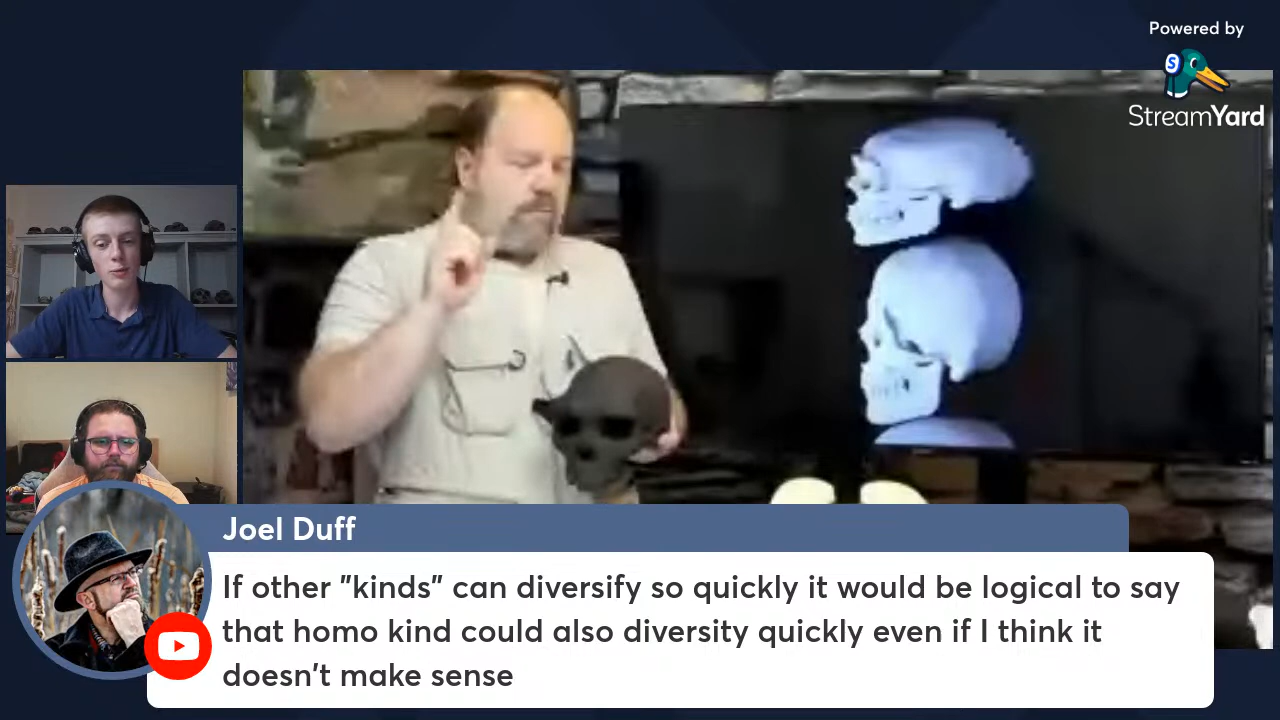 Powered by
StreamYard
Joel Duff
If other "kinds" can diversify so quickly it would be logical to say
that homo kind could also diversity quickly even if I think it
doesn't make sense